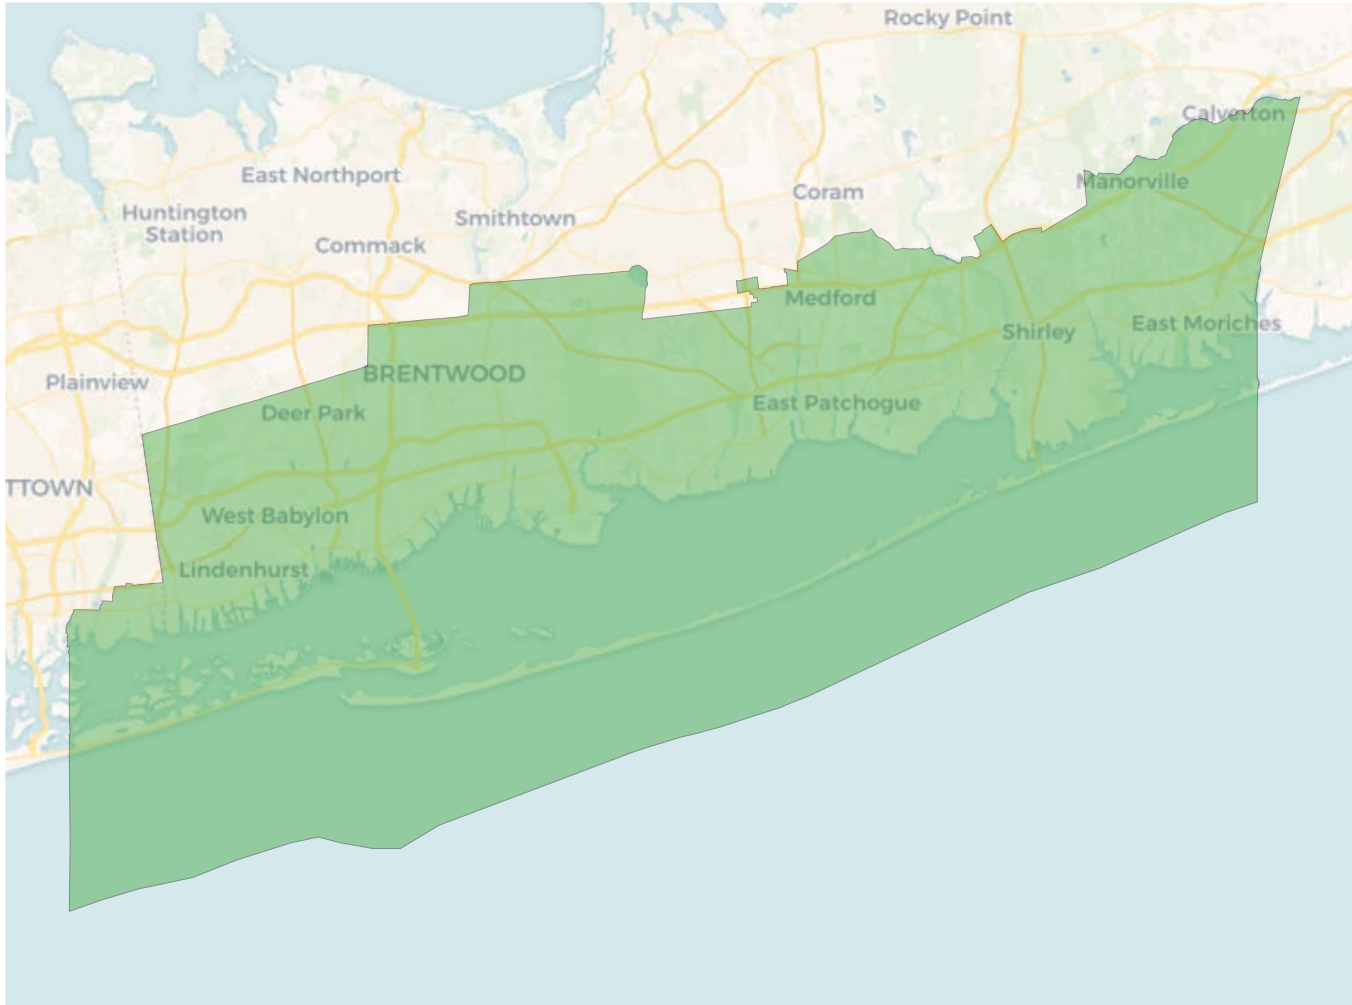 Rocky Point
Calverton
East Northport
Manorville
Coram
Huntington
Station
Smithtown
Commack
Medford
East Moriches
Shirley
Plainview
BRENTWOOD
Deer Park
East Patchogue
TTOWN
West Babylon
Lindenhurst